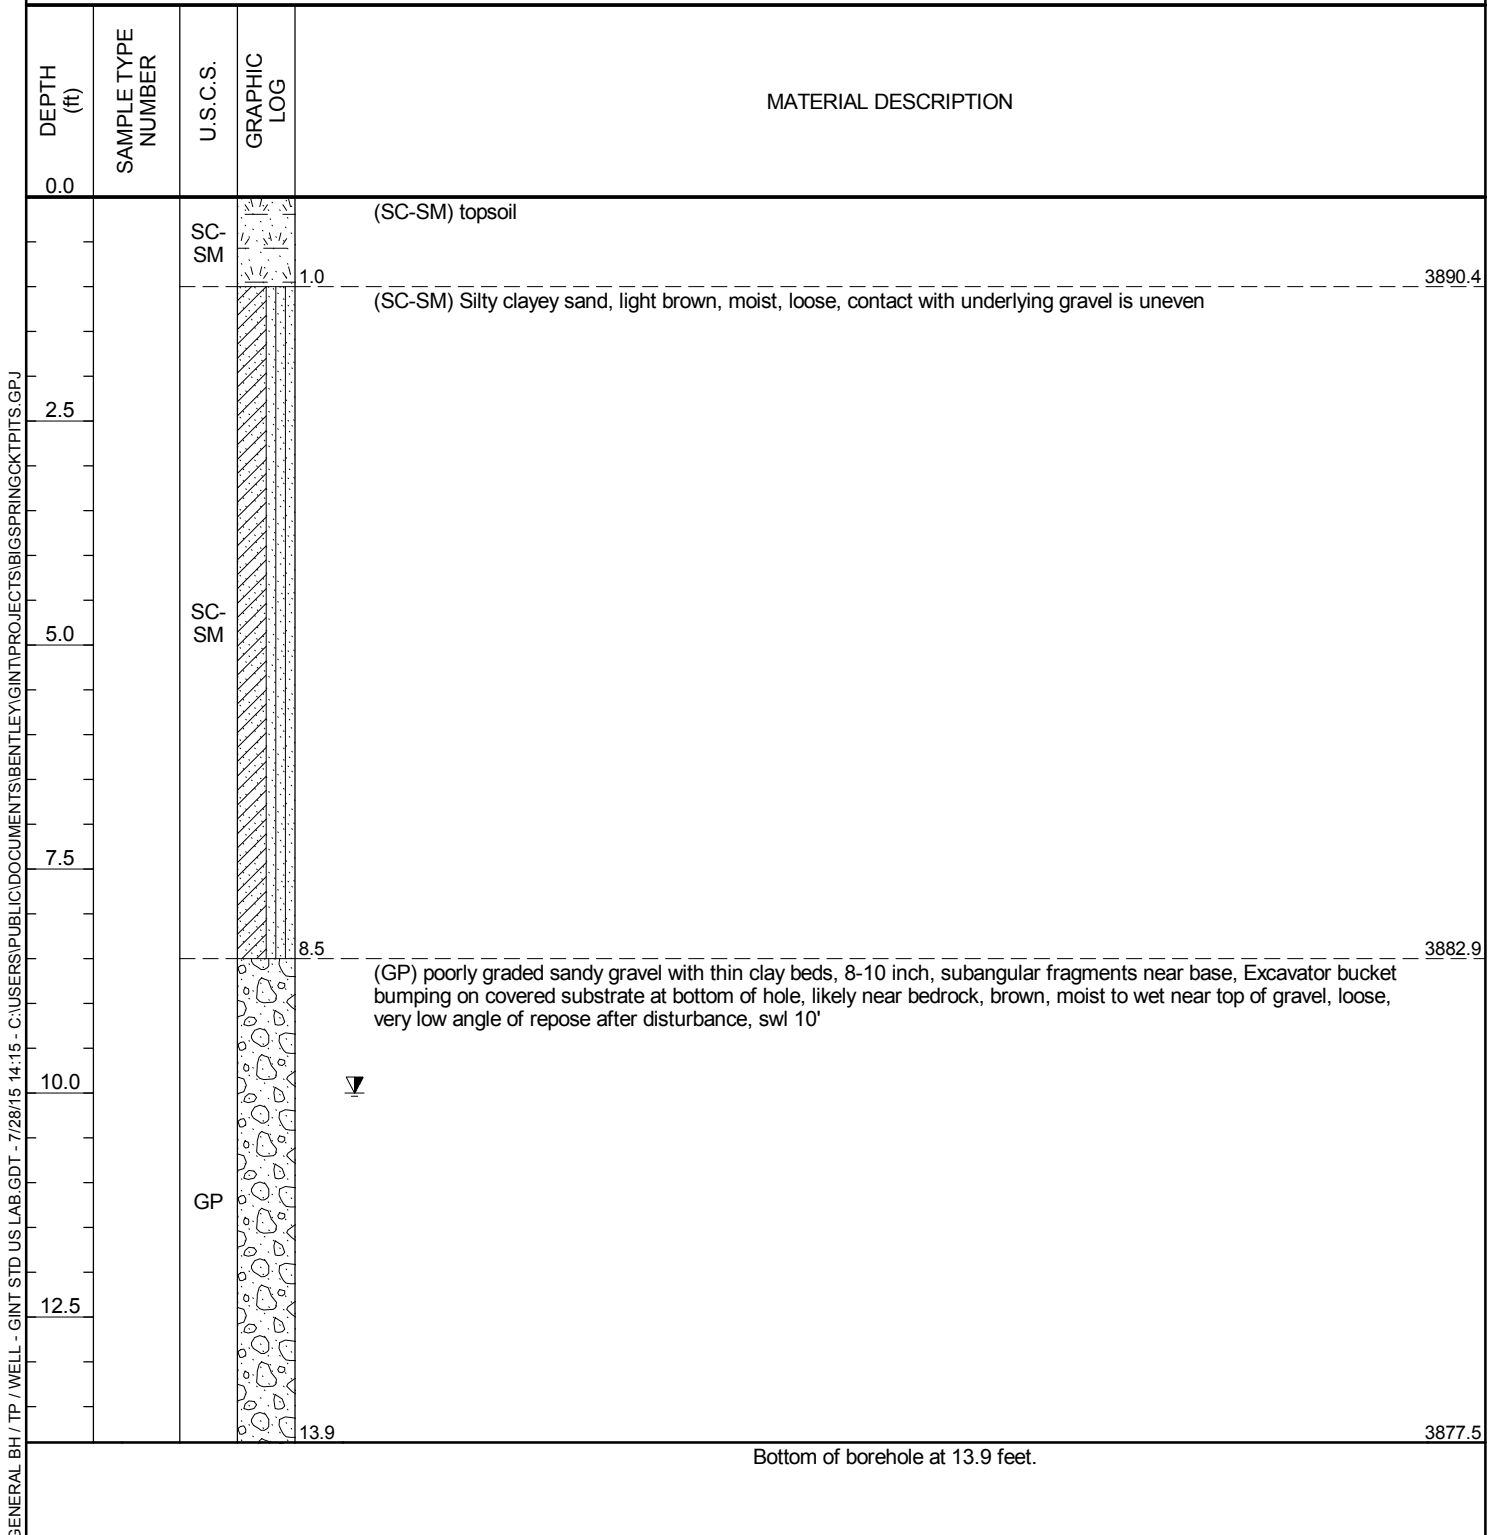 DEPTH
(ft)
SAMPLE TYPE
NUMBER
U.S.C.S.
GRAPHIC
LOG
MATERIAL DESCRIPTION
0.0
SC-
SM
(SC-SM) topsoil
1.0
3890.4
(SC-SM) Silty clayey sand, light brown, moist, loose, contact with underlying gravel is uneven
2.5
SC-
SM
5.0
7.5
8.5
3882.9
(GP) poorly graded sandy gravel with thin clay beds, 8-10 inch, subangular fragments near base, Excavator bucket
bumping on covered substrate at bottom of hole, likely near bedrock, brown, moist to wet near top of gravel, loose,
very low angle of repose after disturbance, swl 10'
10.0
GP
12.5
13.9
3877.5
Bottom of borehole at 13.9 feet.
GENERAL BH / TP / WELL - GINT STD US LAB.GDT - 7/28/15 14:15 - C:\USERS\PUBLIC\DOCUMENTS\BENTLEY\GINT\PROJECTS\BIGSPRINGCKTPITS.GPJ